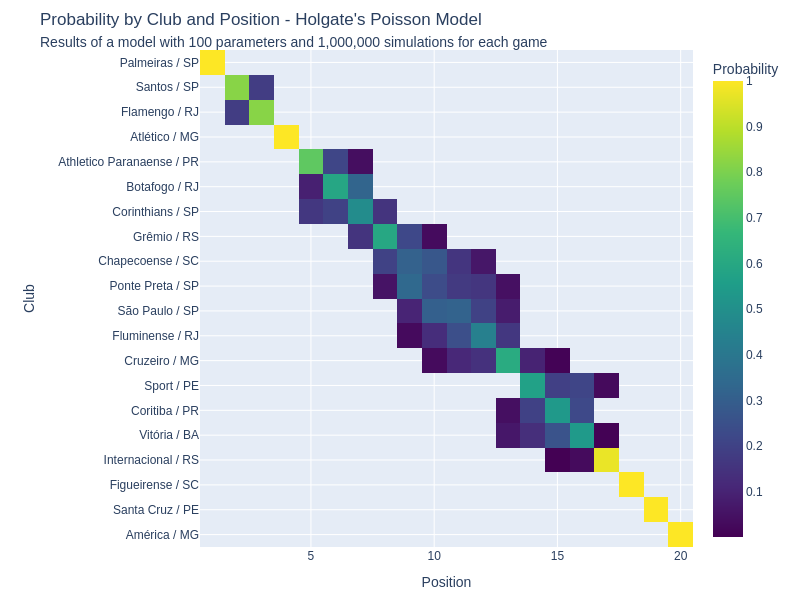 Probability by Club and Position - Holgate's Poisson Model
Results of a model with 100 parameters and 1,000,000 simulations for each game
Probability
Palmeiras / SP
Santos / SP
Flamengo / RJ
Atlético / MG
Athletico Paranaense / PR
Botafogo / RJ
Corinthians / SP
Grêmio / RS
Chapecoense / SC
Ponte Preta / SP
São Paulo / SP
Fluminense / RJ
Cruzeiro / MG
Sport / PE
Coritiba / PR
Vitória / BA
Internacional / RS
Figueirense / SC
Santa Cruz / PE
América / MG
Club
5
10
15
20
Position
1
0.9
0.8
0.7
0.6
0.5
0.4
0.3
0.2
0.1